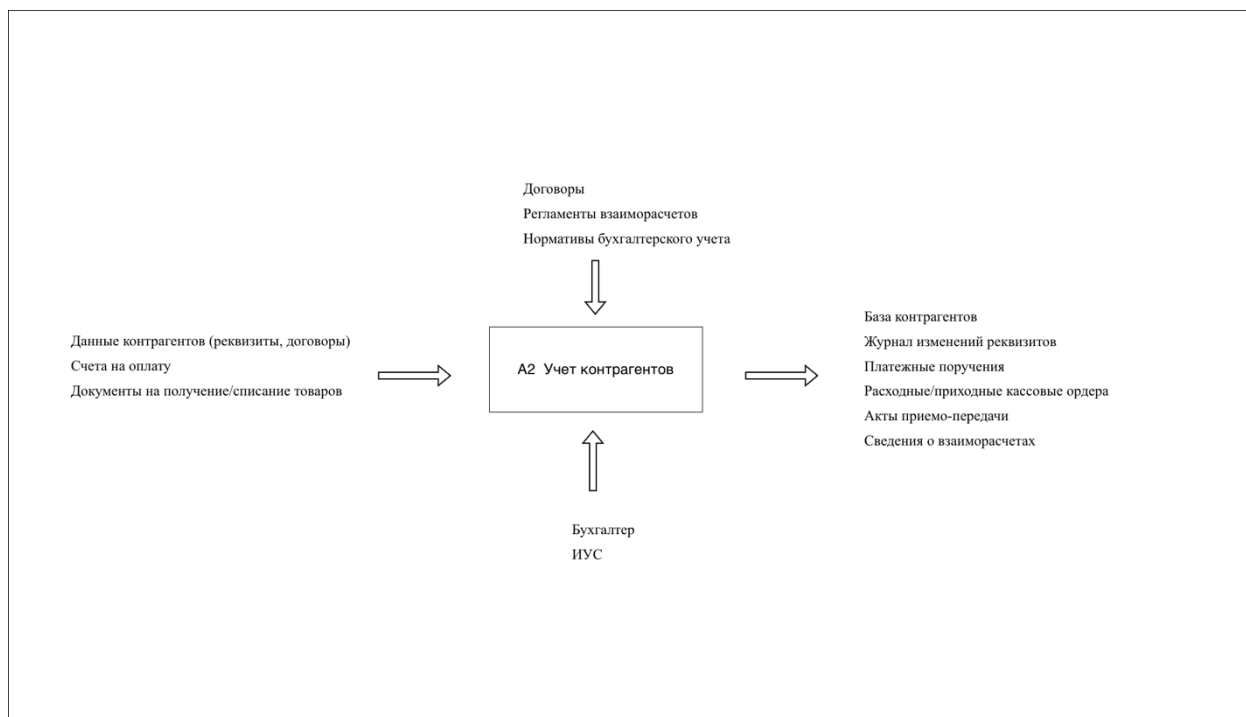 Договоры
Регламенты взаиморасчетов
Нормативы бухгалтерского учета
Данные контрагентов (реквизиты, договоры)
Счета на оплату
Документы на получение/списание товаров
А2 Учет контрагентов
База контрагентов
Журнал изменений реквизитов
Платежные поручения
Расходные/приходные кассовые ордера
Акты приемо-передачи
Сведения о взаиморасчетах
Бухгалтер
ИУС